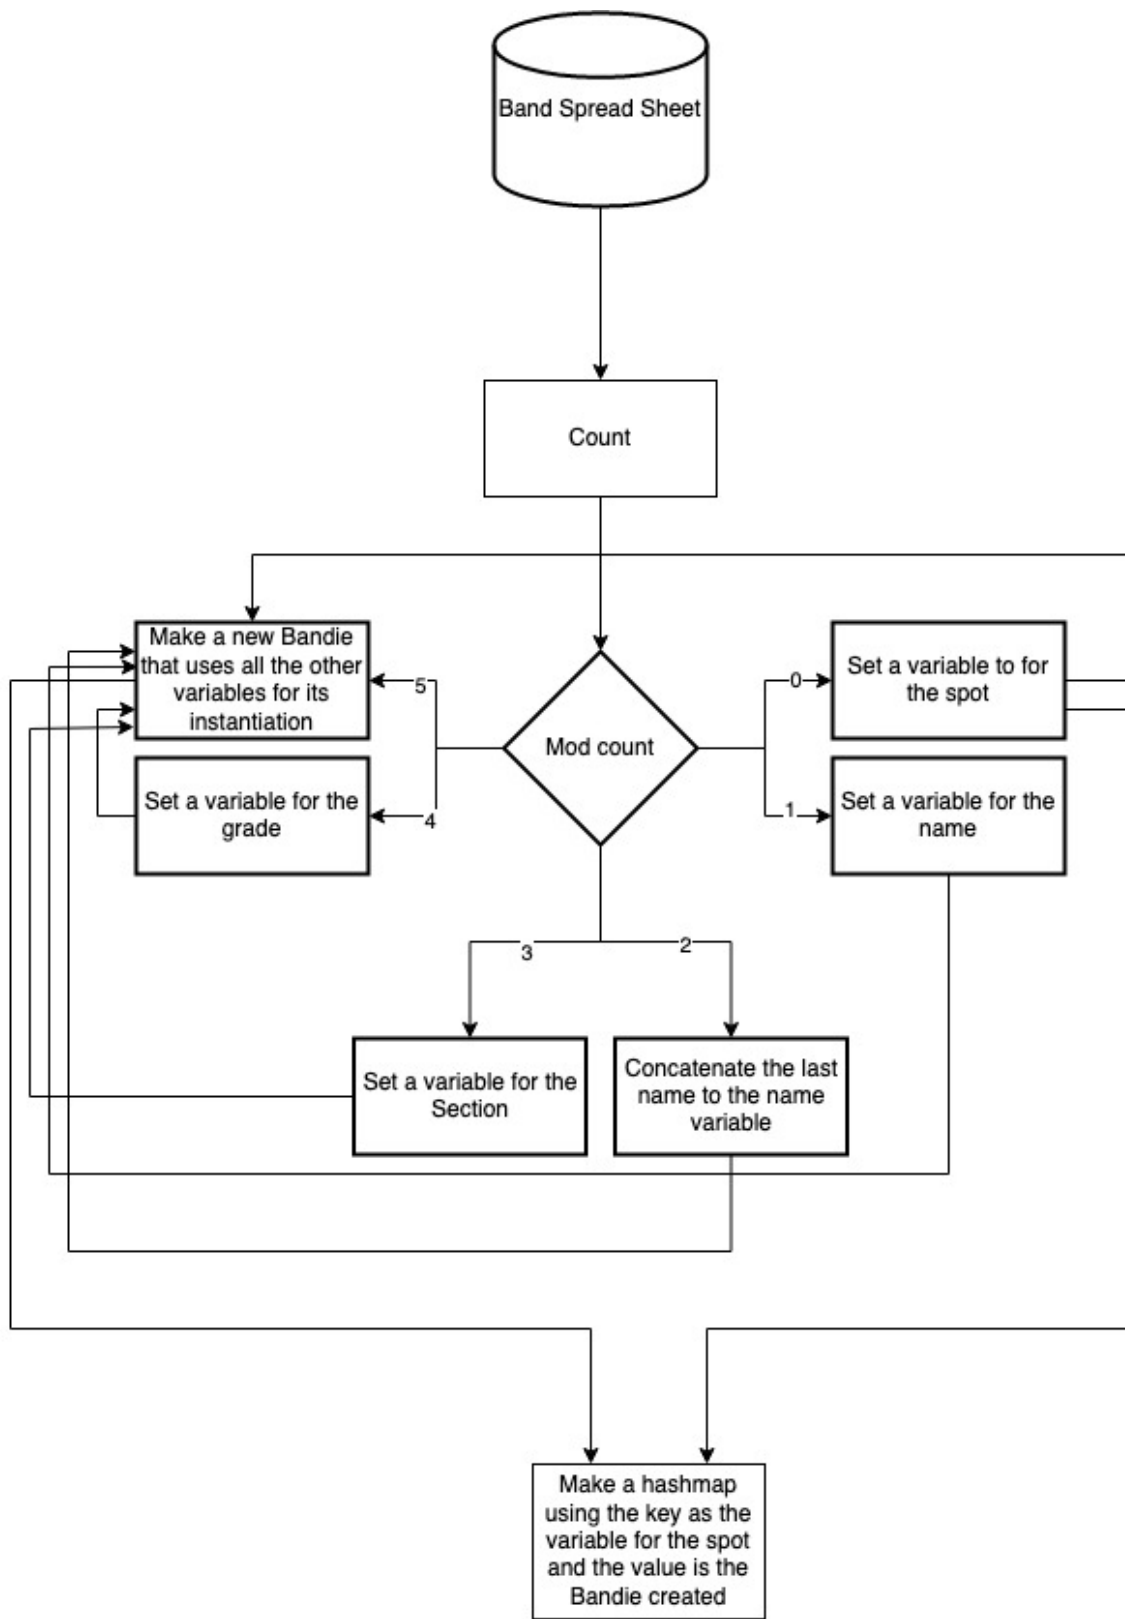 Band Spread Sheet
Count
Make a new Bandie
that uses all the other
variables for its
instantiation
5
Mod count
0
Set a variable to for
the spot
Set a variable for the
grade
4
1
Set a variable for the
name
3
2
Set a variable for the
Section
Concatenate the last
name to the name
variable
Make a hashmap
using the key as the
variable for the spot
and the value is the
Bandie created